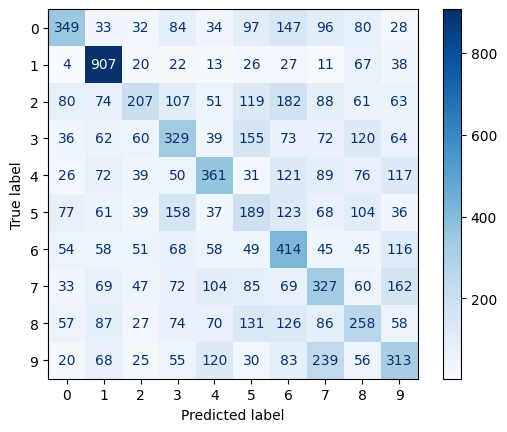 0 349 33 32 84 34 97 147 96 80 28
1 4 907 20 22 13 26 27 11 67 38
2 80 74 207 107 51 119 182 88 61 63
3 36 62 60 329 39 155 73 72 120 64
4 26 72 39 50 361 31 121 89 76 117
5 77 61 39 158 37 189 123 68 104 36
6 54 58 51 68 58 49 414 45 45 116
7 33 69 47 72 104 85 69 327 60 162
8 57 87 27 74 70 131 126 86 258 58
9 20 68 25 55 120 30 83 239 56 313
0 1 2 3 4 5 6 7 8 9
Predicted label
True label
800
600
400
200